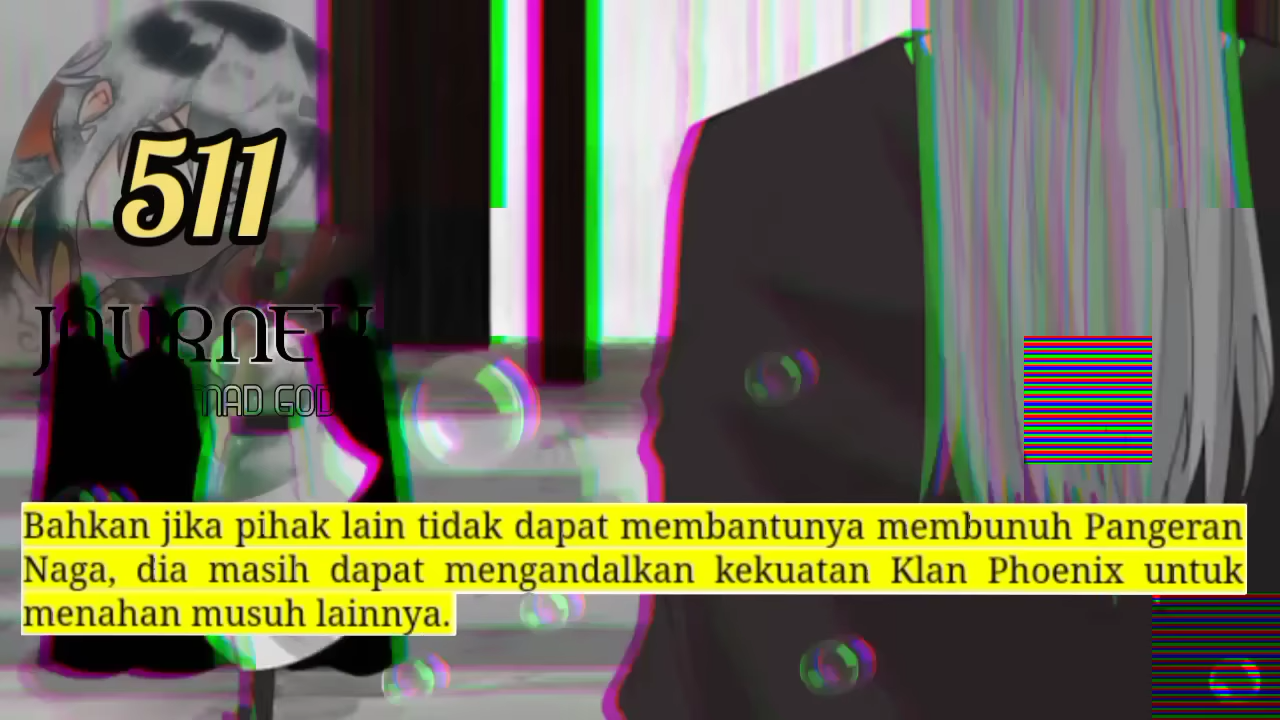 511
JOURNEY
MAD GOD
Bahkan jika pihak lain tidak dapat membantunya membunuh Pangeran
Naga, dia masih dapat mengandalkan kekuatan Klan Phoenix untuk
menahan musuh lainnya.